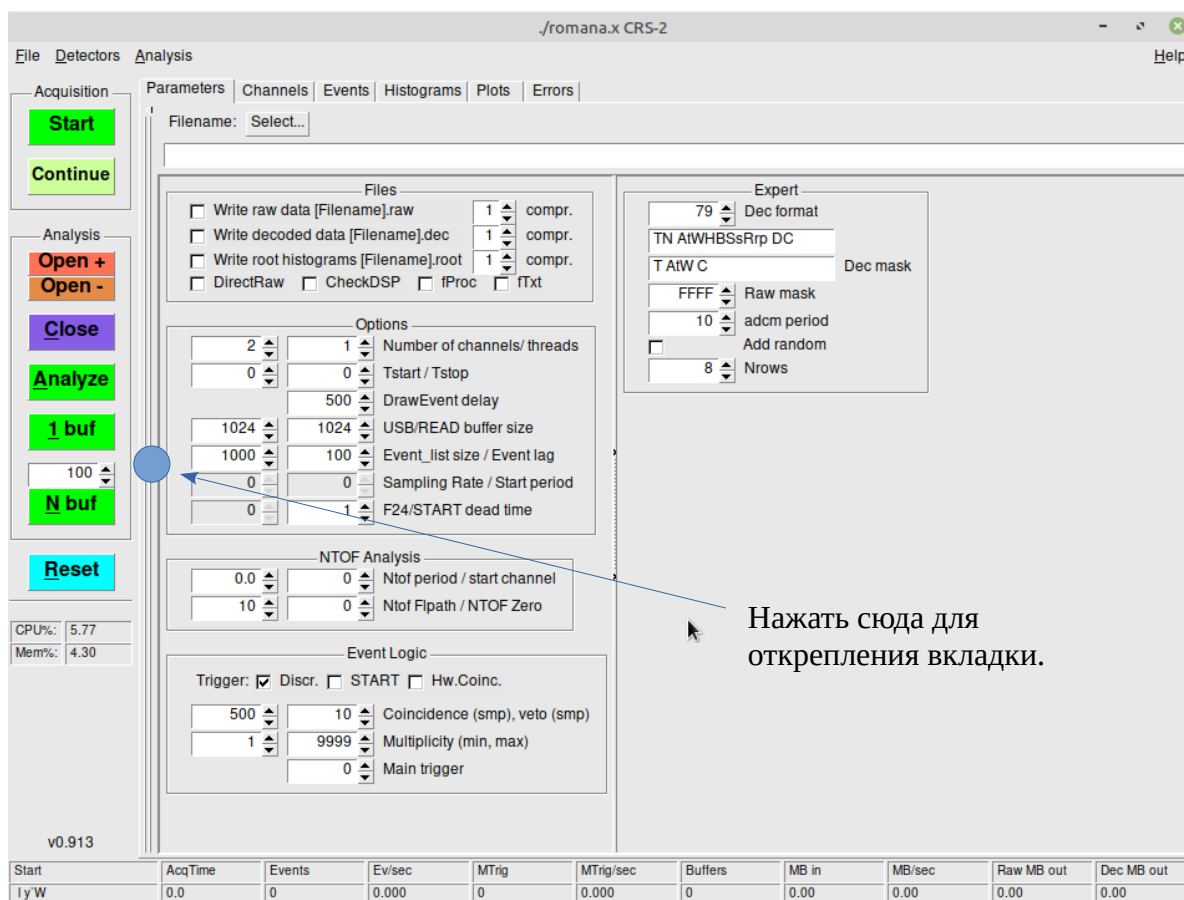 ./romana.x CRS-2
File Detectors Analysis Help
Acquisition
Start
Continue
Analysis
Open +
Open -
Close
Analyze
1 buf
100
N buf
Reset
CPU%: 5.77
Mem%: 4.30
v0.913
Parameters Channels Events Histograms Plots Errors
Filename: Select...
Files
Write raw data [Filename].raw 1 compr.
Write decoded data [Filename].dec 1 compr.
Write root histograms [Filename].root 1 compr.
DirectRaw CheckDSP fProc fTxt
Options
2 1 Number of channels/ threads
0 0 Tstart / Tstop
500 DrawEvent delay
1024 1024 USB/READ buffer size
1000 100 Event_list size / Event lag
0 0 Sampling Rate / Start period
0 1 F24/START dead time
NTOF Analysis
0.0 0 Ntof period / start channel
10 0 Ntof Flpath / NTOF Zero
Event Logic
Trigger: Discr. START Hw.Coinc.
500 10 Coincidence (smp), veto (smp)
1 9999 Multiplicity (min, max)
0 Main trigger
Expert
79 Dec format
TN AtWHBSsRrp DC
T AtW C Dec mask
FFFF Raw mask
10 adcm period
Add random
8 Nrows
Нажать сюда для
открепления вкладки.
Start AcqTime Events Ev/sec MTrig MTrig/sec Buffers MB in MB/sec Raw MB out Dec MB out
0.0 0 0.000 0 0.000 0 0.00 0.00 0.00 0.00